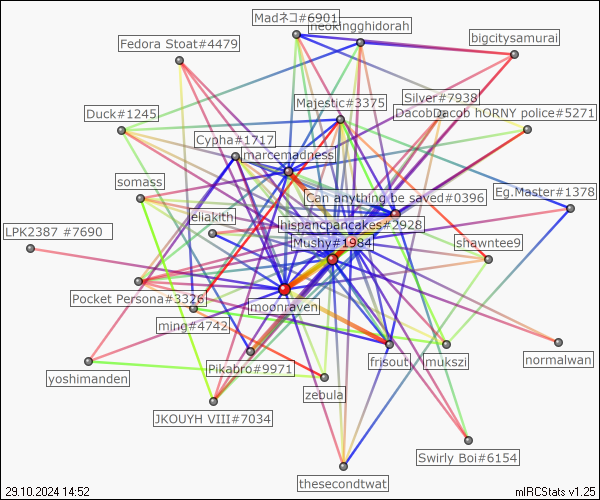 Madネコ#6901
neokingghidorah
bigcitysamurai
Fedora Stoat#4479
Silver#7938
Majestic#3375
DacobDacob hORNY police#5271
Duck#1245
Cypha#1717
marcemadness
somass
Can anything be saved#0396
Eg.Master#1378
eliakith
hispancpancakes#2928
LPK2387 #7690
Mushy#1984
shawntee9
Pocket Persona#3326
moonraven
ming#4742
Pikabro#9971
frisout
mukszi
normalwan
yoshimanden
zebula
JKOUYH VIII#7034
Swirly Boi#6154
thesecondtwat
29.10.2024 14:52
mIRCStats v1.25